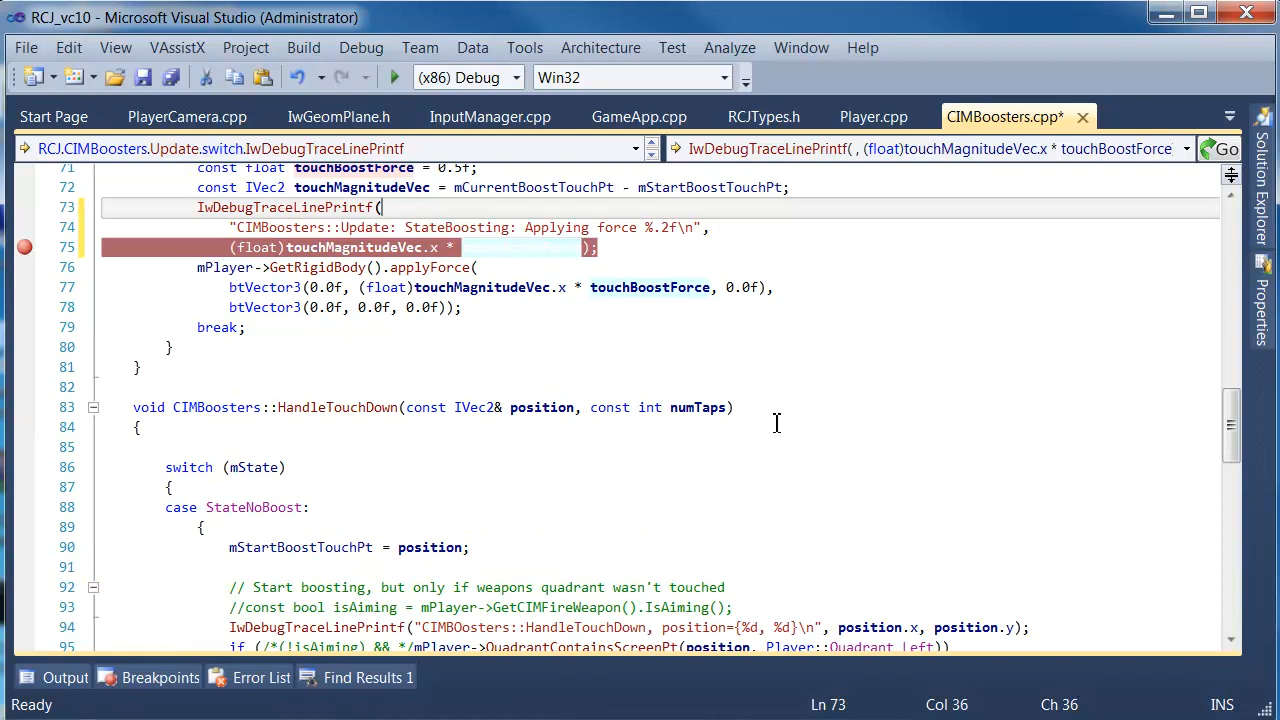 RCJ_vc10 - Microsoft Visual Studio (Administrator)
File Edit View VAssistX Project Build Debug Team Data Tools Architecture Test Analyze Window Help
(x86) Debug Win32
Start Page PlayerCamera.cpp IwGeomPlane.h InputManager.cpp GameApp.cpp RCJTypes.h Player.cpp CIMBoosters.cpp*
RCJ.CIMBoosters.Update.switch.IwDebugTraceLinePrintf IwDebugTraceLinePrintf( , (float)touchMagnitudeVec.x * touchBoostForce Go
71 const float touchBoostForce = 0.5f;
72 const IVec2 touchMagnitudeVec = mCurrentBoostTouchPt - mStartBoostTouchPt;
73 IwDebugTraceLinePrintf(
74 "CIMBoosters::Update: StateBoosting: Applying force %.2f\n",
75 (float)touchMagnitudeVec.x * );
76 mPlayer->GetRigidBody().applyForce(
77 btVector3(0.0f, (float)touchMagnitudeVec.x * touchBoostForce, 0.0f),
78 btVector3(0.0f, 0.0f, 0.0f));
79 break;
80 }
81 }
82
83 void CIMBoosters::HandleTouchDown(const IVec2& position, const int numTaps)
84 {
85
86 switch (mState)
87 {
88 case StateNoBoost:
89 {
90 mStartBoostTouchPt = position;
91
92 // Start boosting, but only if weapons quadrant wasn't touched
93 //const bool isAiming = mPlayer->GetCIMFireWeapon().IsAiming();
94 IwDebugTraceLinePrintf("CIMBoosters::HandleTouchDown, position={%d, %d}\n", position.x, position.y);
95 if (/*(!isAiming) && */mPlayer->QuadrantContainsScreenPt(position, Player::Quadrant_Left))
Solution Explorer
Properties
Output Breakpoints Error List Find Results 1
Ready Ln 73 Col 36 Ch 36 INS